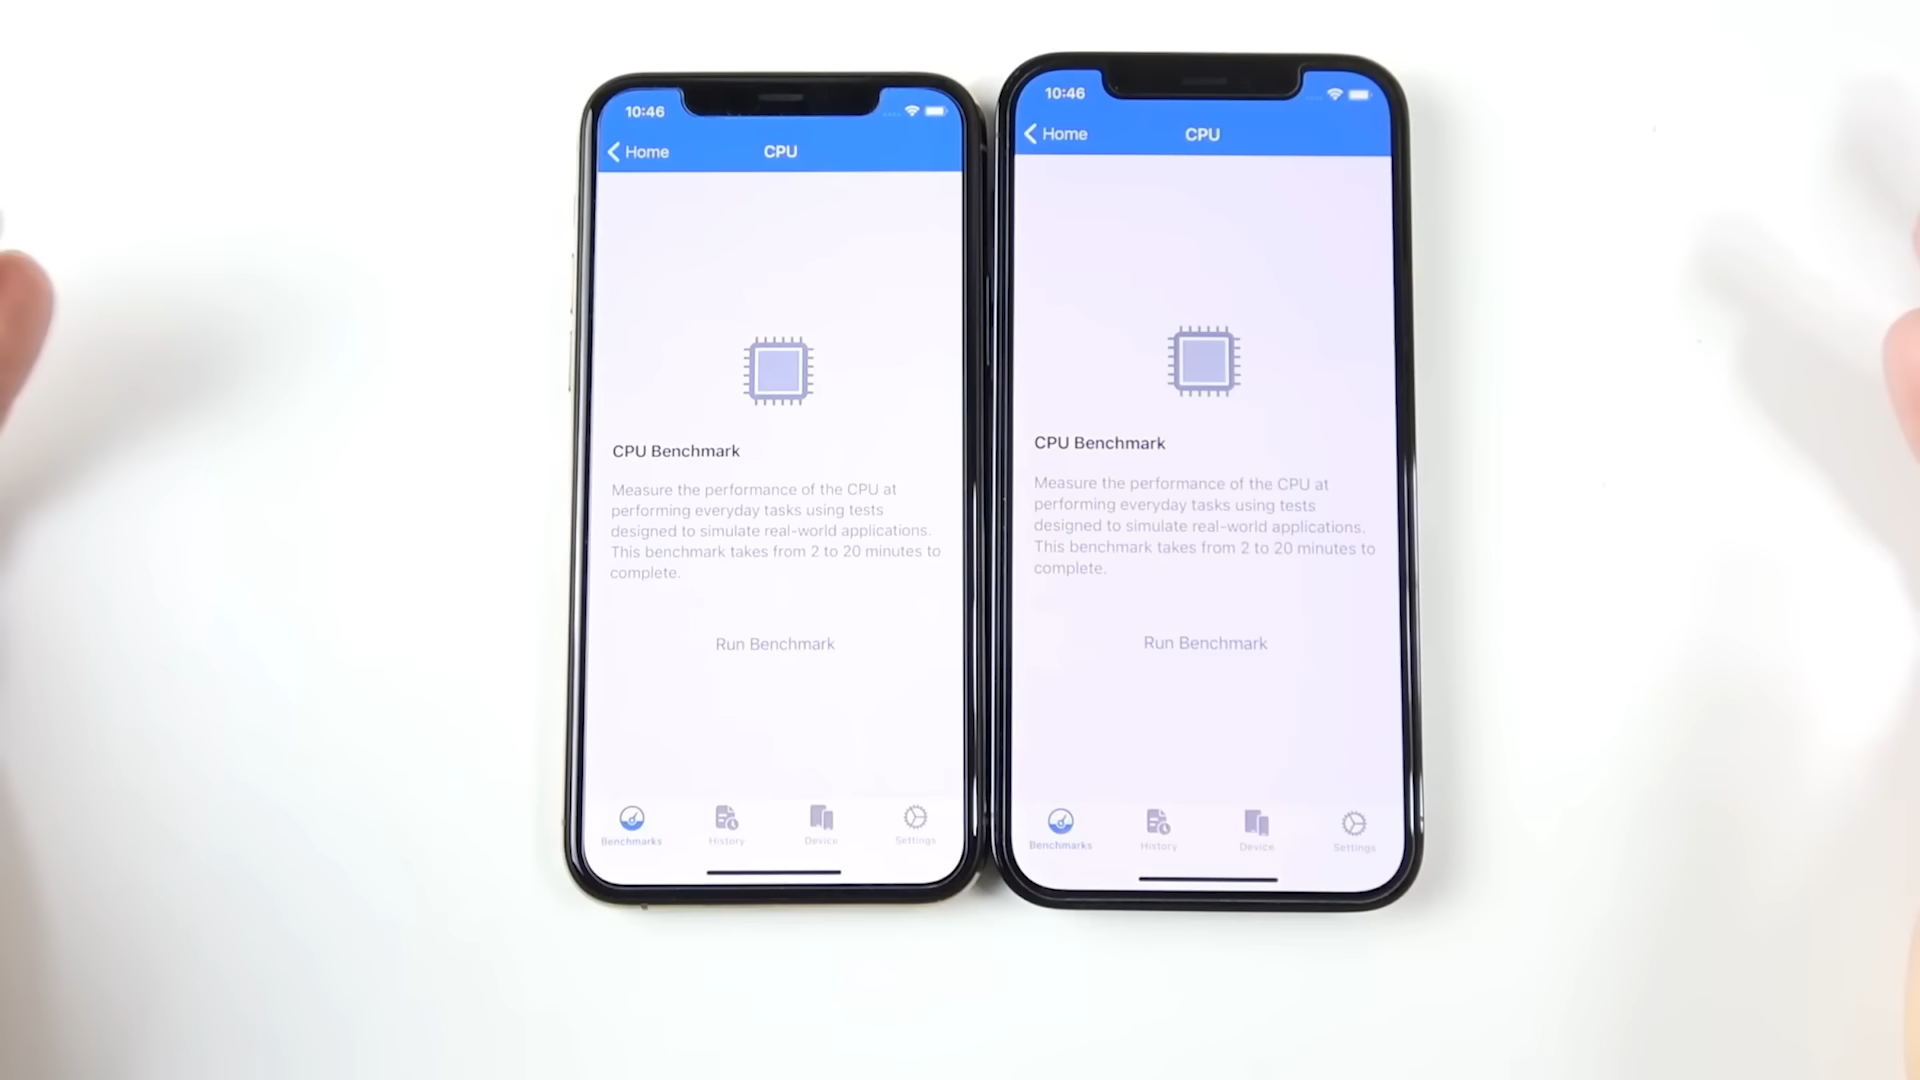 10:46
Home
CPU
CPU Benchmark
Measure the performance of the CPU at
performing everyday tasks using tests
designed to simulate real-world applications.
This benchmark takes from 2 to 20 minutes to
complete.
Run Benchmark
Benchmarks
History
Device
Settings
10:46
Home
CPU
CPU Benchmark
Measure the performance of the CPU at
performing everyday tasks using tests
designed to simulate real-world applications.
This benchmark takes from 2 to 20 minutes to
complete.
Run Benchmark
Benchmarks
History
Device
Settings